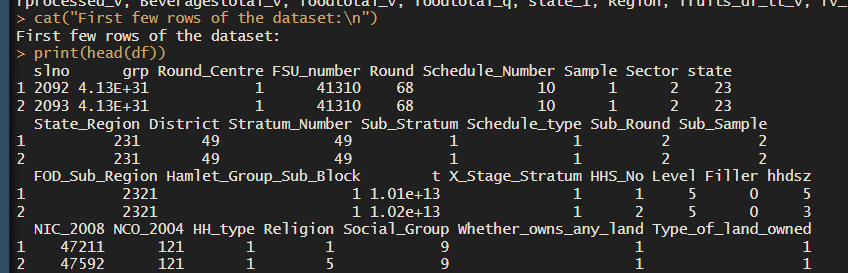 rprocessed_v, Beveragestotal_v, foodtotal_v, foodtotal_q, state_1, Region, fruits_df_tt_v, fv_
> cat("First few rows of the dataset:\n")
First few rows of the dataset:
> print(head(df))
  slno      grp Round_Centre FSU_number Round Schedule_Number Sample Sector state
1 2092 4.13E+31            1      41310    68              10      1      2    23
2 2093 4.13E+31            1      41310    68              10      1      2    23
  State_Region District Stratum_Number Sub_Stratum Schedule_type Sub_Round Sub_Sample
1          231       49             49           1             1         2          2
2          231       49             49           1             1         2          2
  FOD_Sub_Region Hamlet_Group_Sub_Block        t X_Stage_Stratum HHS_No Level Filler hhdsz
1           2321                      1 1.01e+13               1      1     5      0     5
2           2321                      1 1.02e+13               1      2     5      0     3
  NIC_2008 NCO_2004 HH_type Religion Social_Group Whether_owns_any_land Type_of_land_owned
1    47211      121       1        1            9                     1                  1
2    47592      121       1        5            9                     1                  1